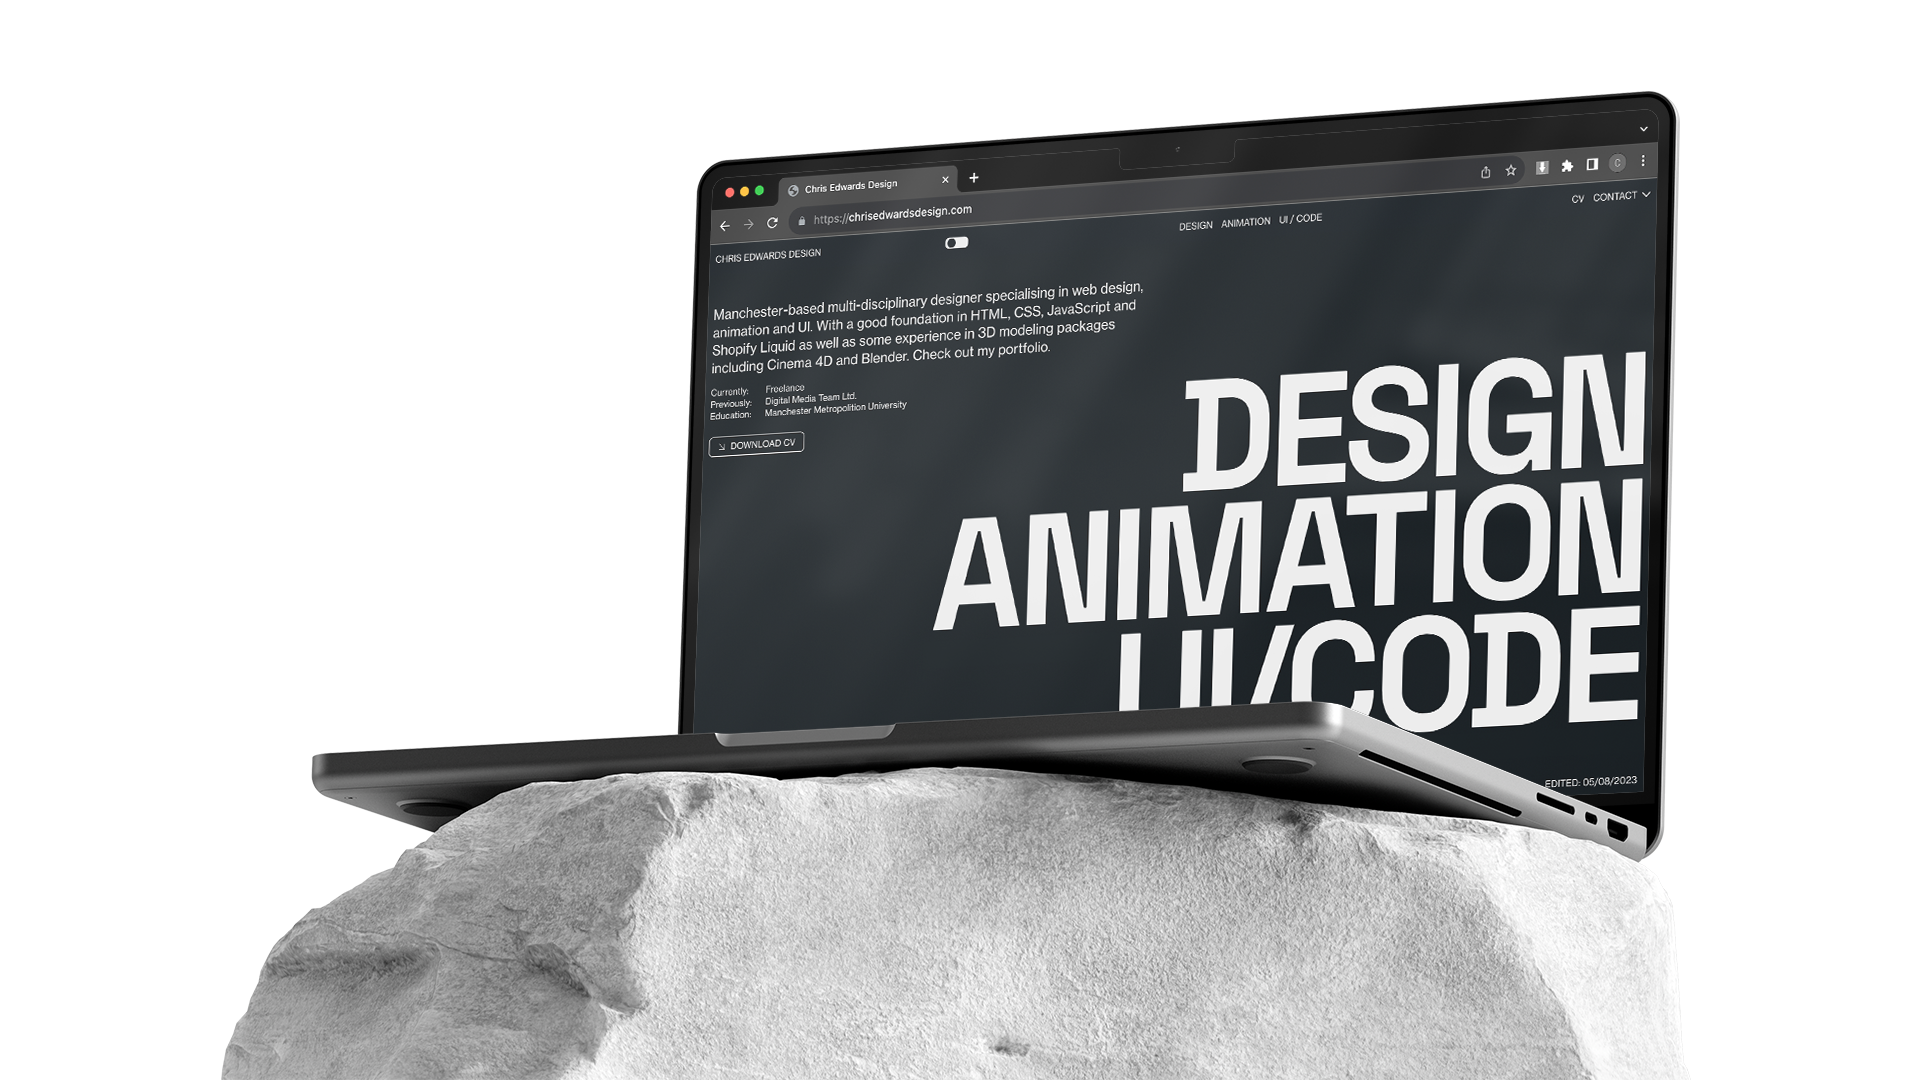 Chris Edwards Design
https://chrisedwardsdesign.com
C
CHRIS EDWARDS DESIGN
DESIGN ANIMATION UI / CODE
CV CONTACT
Manchester-based multi-disciplinary designer specialising in web design,
animation and UI. With a good foundation in HTML, CSS, JavaScript and
Shopify Liquid as well as some experience in 3D modeling packages
including Cinema 4D and Blender. Check out my portfolio.
Currently: Freelance
Previously: Digital Media Team Ltd.
Education: Manchester Metropolition University
DOWNLOAD CV
DESIGN
ANIMATION
UI/CODE
EDITED: 05/08/2023